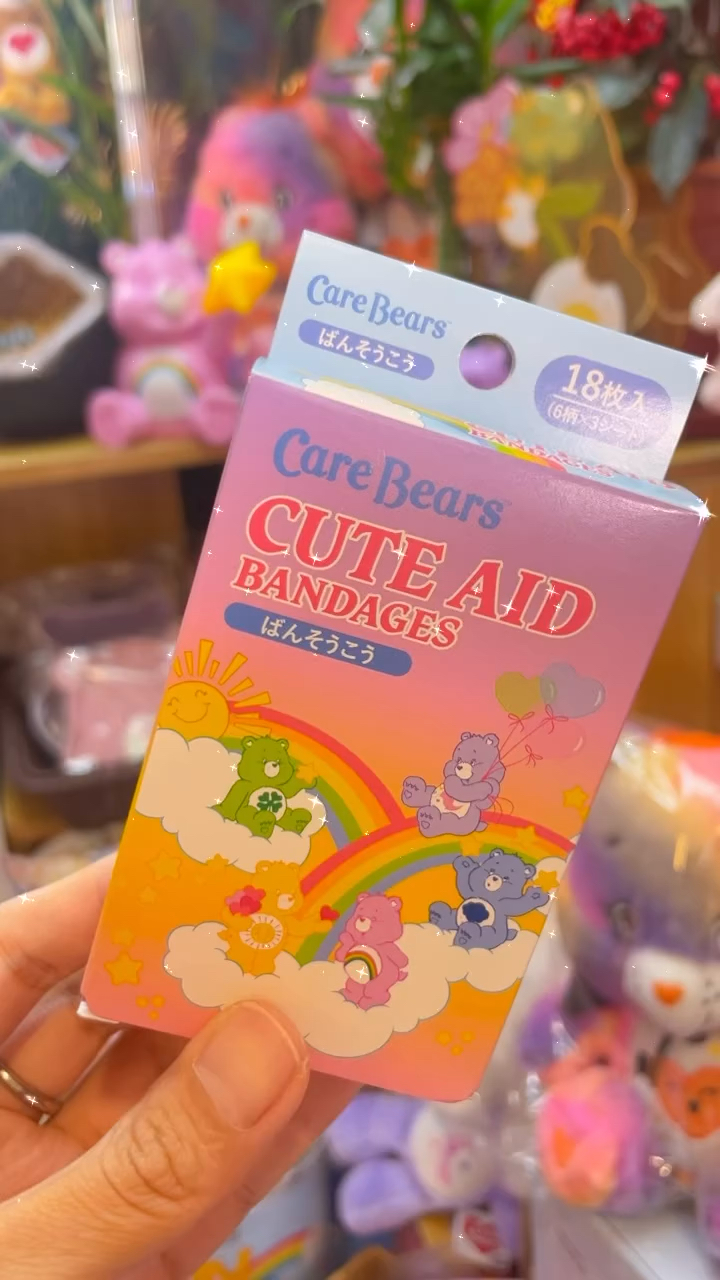 Care Bears
ばんそうこう
18枚入
(6柄×3シート)
Care Bears
CUTE AID
BANDAGES
ばんそうこう